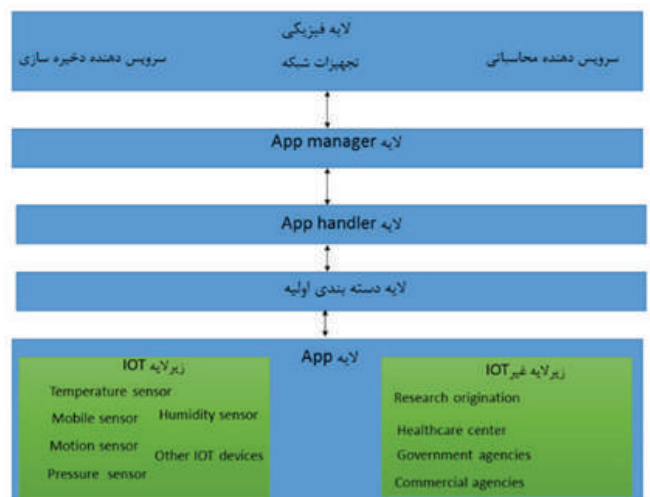 لایه فیزیکی
سرویس دهنده محاسباتی
تجهیزات شبکه
سرویس دهنده ذخیره سازی
لایه App manager
لایه App handler
لایه دسته بندی اولیه
لایه App
زیرلایه غیرIOT
Research origination
Healthcare center
Government agencies
Commercial agencies
زیرلایه IOT
Temperature sensor
Mobile sensor
Humidity sensor
Motion sensor
Other IOT devices
Pressure sensor